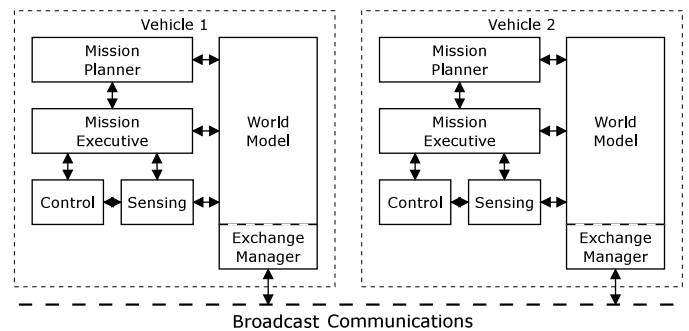 Vehicle 1
Mission
Planner
Mission
Executive
Control
Sensing
World
Model
Exchange
Manager
Vehicle 2
Mission
Planner
Mission
Executive
Control
Sensing
World
Model
Exchange
Manager
Broadcast Communications